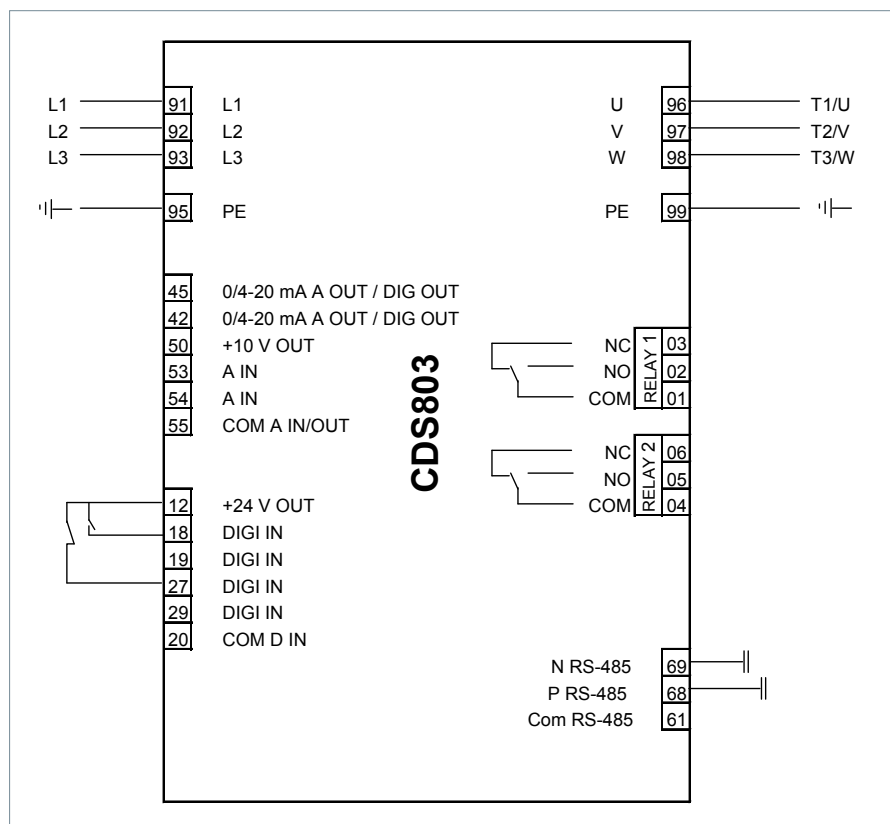 L1 91 L1 U 96 T1/U
L2 92 L2 V 97 T2/V
L3 93 L3 W 98 T3/W
95 PE PE 99
45 0/4-20 mA A OUT / DIG OUT
42 0/4-20 mA A OUT / DIG OUT
50 +10 V OUT
53 A IN
54 A IN
55 COM A IN/OUT
12 +24 V OUT
18 DIGI IN
19 DIGI IN
27 DIGI IN
29 DIGI IN
20 COM D IN
CDS803
NC 03
NO 02
COM 01
RELAY 1
NC 06
NO 05
COM 04
RELAY 2
N RS-485 69
P RS-485 68
Com RS-485 61